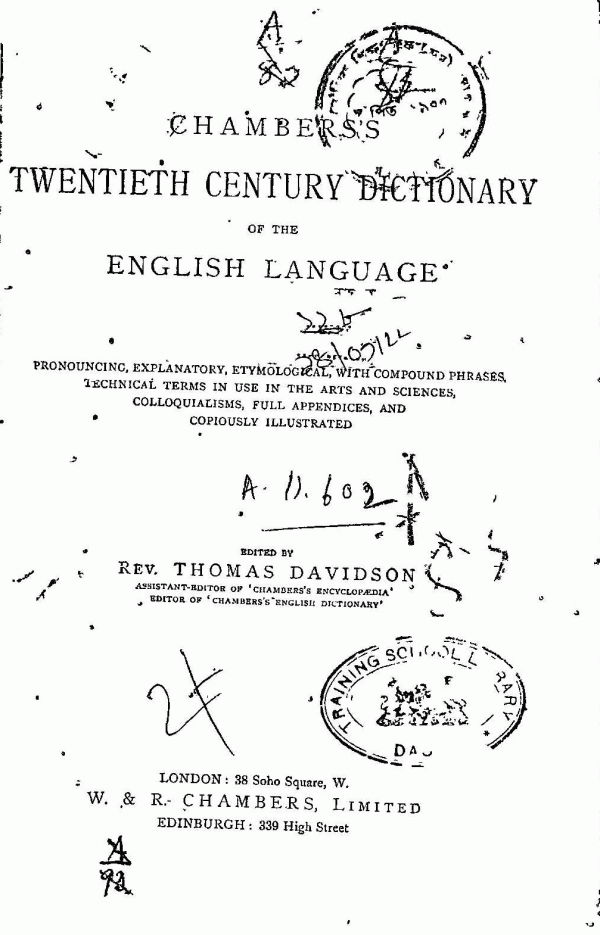 A
CHAMBERS'S
TWENTIETH CENTURY DICTIONARY
OF THE
ENGLISH LANGUAGE
PRONOUNCING, EXPLANATORY, ETYMOLOGICAL, WITH COMPOUND PHRASES,
TECHNICAL TERMS IN USE IN THE ARTS AND SCIENCES,
COLLOQUIALISMS, FULL APPENDICES, AND
COPIOUSLY ILLUSTRATED
A. 11. 602
EDITED BY
REV. THOMAS DAVIDSON
ASSISTANT-EDITOR OF 'CHAMBERS'S ENCYCLOPÆDIA'
EDITOR OF 'CHAMBERS'S ENGLISH DICTIONARY'
TRAINING SCHOOL
LONDON: 38 Soho Square, W.
W. & R. CHAMBERS, LIMITED
EDINBURGH: 339 High Street
A
92